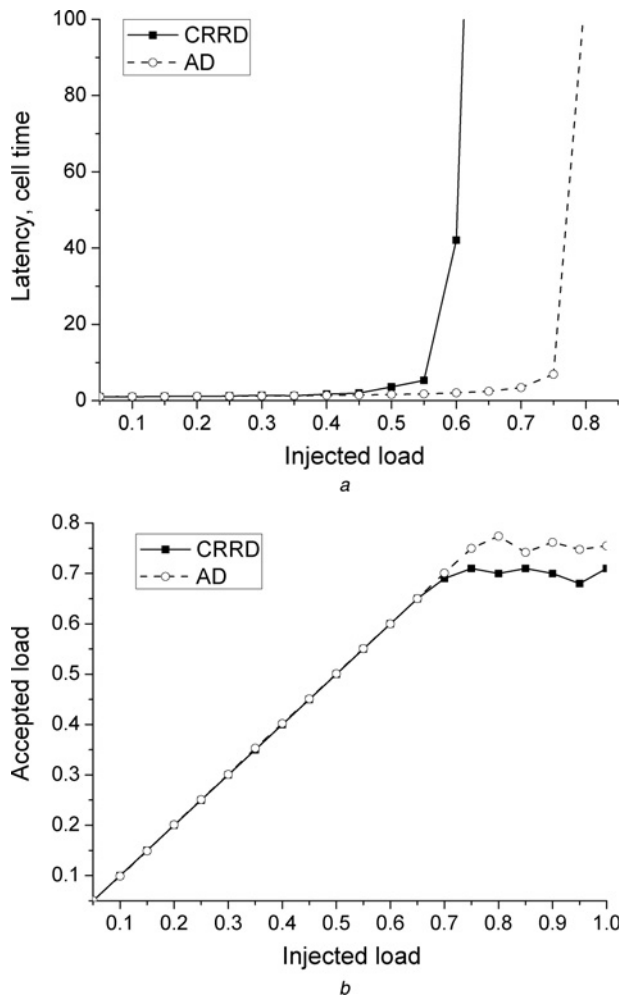 100
80
60
40
20
0
Latency, cell time
CRRD
AD
0.1 0.2 0.3 0.4 0.5 0.6 0.7 0.8
Injected load
a
0.8
0.7
0.6
0.5
0.4
0.3
0.2
0.1
Accepted load
CRRD
AD
0.1 0.2 0.3 0.4 0.5 0.6 0.7 0.8 0.9 1.0
Injected load
b